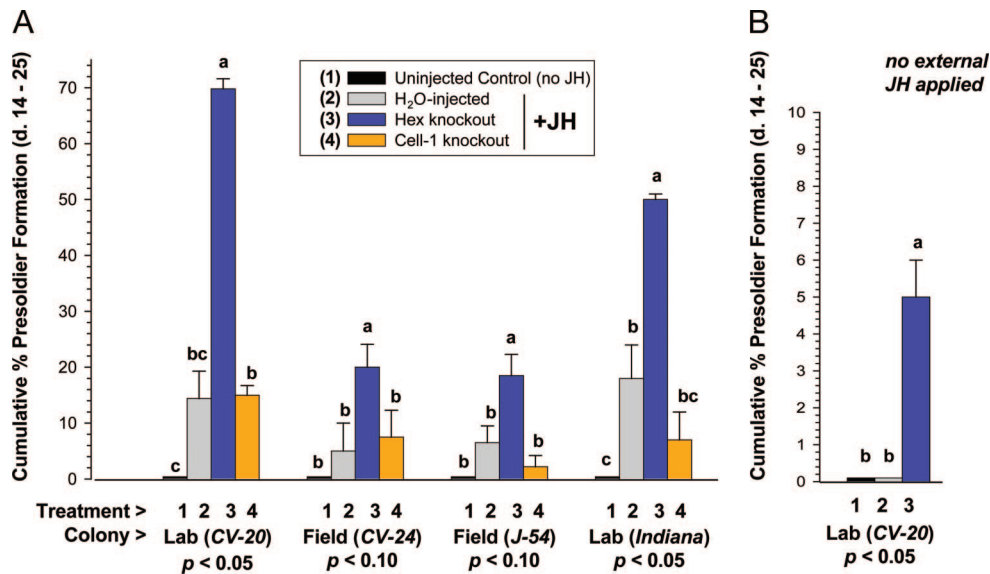 A
Cumulative % Presoldier Formation (d. 14 - 25)
70
60
50
40
30
20
10
0
(1) Uninjected Control (no JH)
(2) H₂O-injected
(3) Hex knockout
(4) Cell-1 knockout
+JH
c bc a b
b b a b
b b a b
c b a bc
Treatment > 1 2 3 4 1 2 3 4 1 2 3 4 1 2 3 4
Colony > Lab (CV-20) Field (CV-24) Field (J-54) Lab (Indiana)
p < 0.05 p < 0.10 p < 0.10 p < 0.05
B
Cumulative % Presoldier Formation (d. 14 - 25)
no external
JH applied
10
9
8
7
6
5
4
3
2
1
0
b b a
1 2 3
Lab (CV-20)
p < 0.05